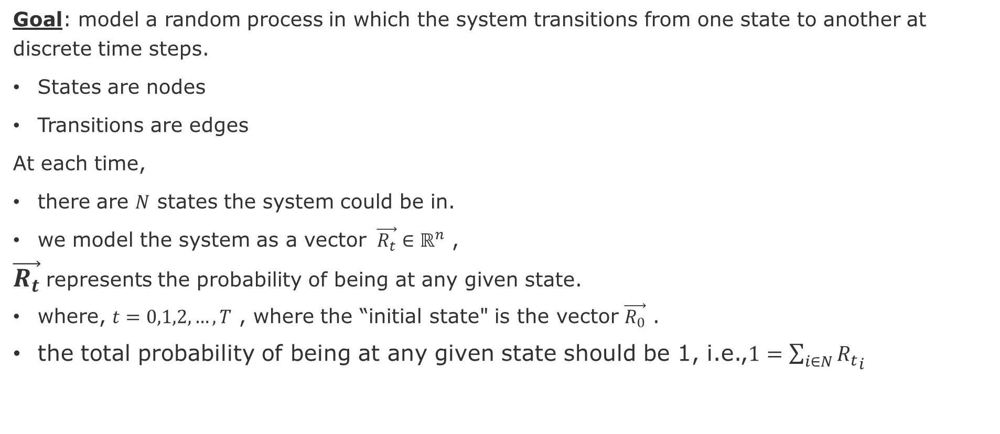 Goal: model a random process in which the system transitions from one state to another at
discrete time steps.
• States are nodes
• Transitions are edges
At each time,
• there are N states the system could be in.
• we model the system as a vector $\overrightarrow{R_t} \in \mathbb{R}^n$ ,
$\overrightarrow{R_t}$ represents the probability of being at any given state.
• where, t = 0,1,2, … , T , where the “initial state" is the vector $\overrightarrow{R_0}$ .
• the total probability of being at any given state should be 1, i.e.,$1 = \sum_{i \in N} R_{t_i}$